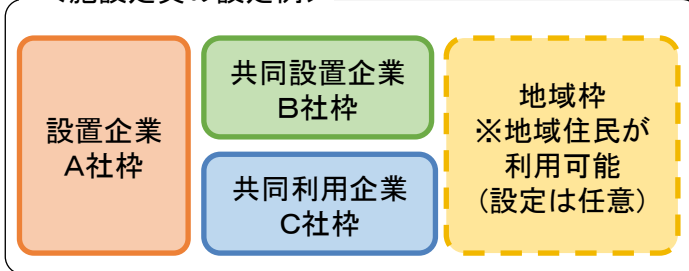 設置企業
A社枠
共同設置企業
B社枠
共同利用企業
C社枠
地域枠
※地域住民が
利用可能
(設定は任意)